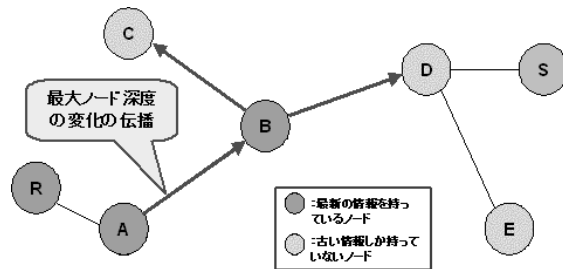 C
D
S
最大ノード深度
の変化の伝播
B
R
A
:最新の情報を持っ
ているノード
:古い情報しか持って
いないノード
E